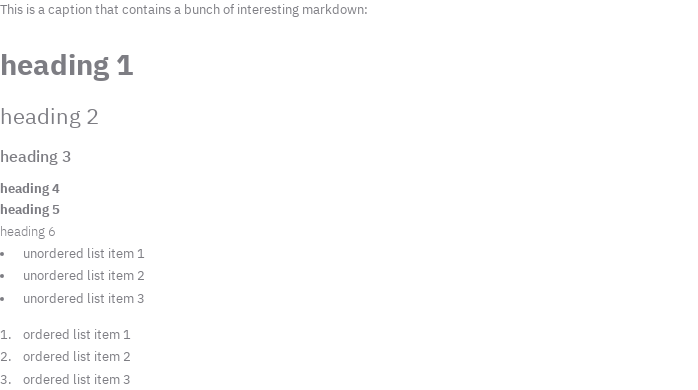 This is a caption that contains a bunch of interesting markdown:
heading 1
heading 2
heading 3
heading 4
heading 5
heading 6
• unordered list item 1
• unordered list item 2
• unordered list item 3
1. ordered list item 1
2. ordered list item 2
3. ordered list item 3